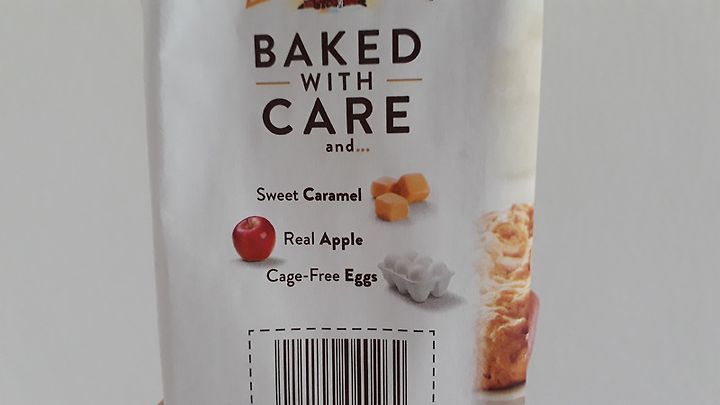 BAKED
WITH
CARE
and...
Sweet Caramel
Real Apple
Cage-Free Eggs